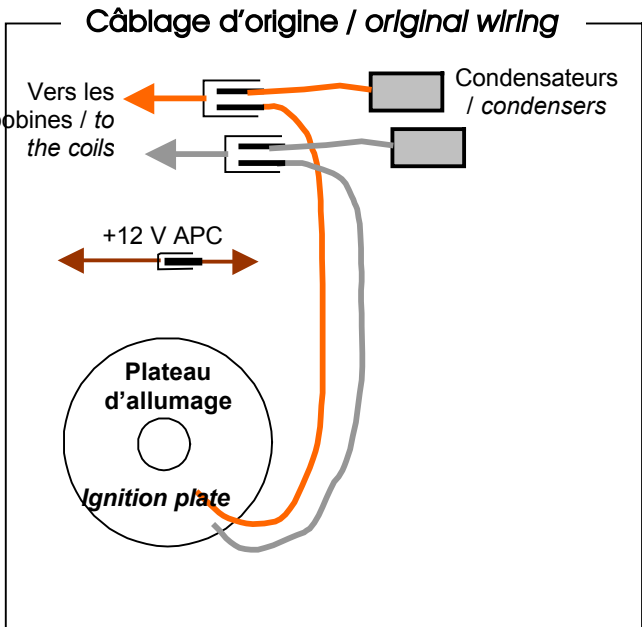 Câblage d'origine / original wiring
Vers les
bobines / to
the coils
Condensateurs
/ condensers
+12 V APC
Plateau
d'allumage
Ignition plate